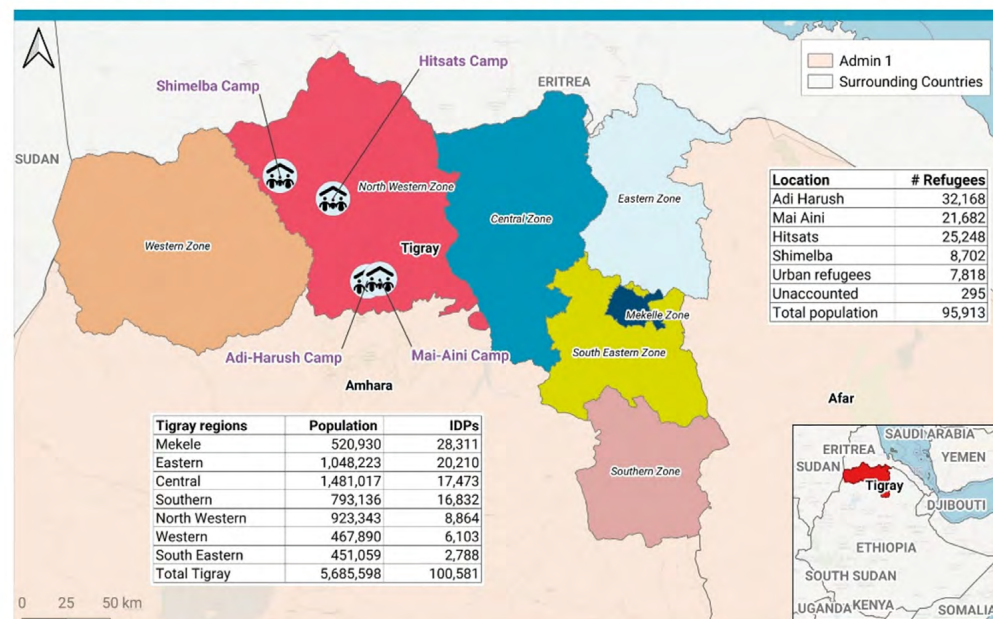 Hitsats Camp
Shimelba Camp
ERITREA
Admin 1
Surrounding Countries
SUDAN
North Western Zone
Eastern Zone
Central Zone
Western Zone
Tigray
Location # Refugees
Adi Harush 32,168
Mai Aini 21,682
Hitsats 25,248
Shimelba 8,702
Urban refugees 7,818
Unaccounted 295
Total population 95,913
Mekelle Zone
South Eastern Zone
Adi-Harush Camp
Mai-Aini Camp
Amhara
Afar
Tigray regions Population IDPs
Mekele 520,930 28,311
Eastern 1,048,223 20,210
Central 1,481,017 17,473
Southern 793,136 16,832
North Western 923,343 8,864
Western 467,890 6,103
South Eastern 451,059 2,788
Total Tigray 5,685,598 100,581
Southern Zone
SAUDI ARABIA
ERITREA
YEMEN
SUDAN
Tigray
DJIBOUTI
ETHIOPIA
SOUTH SUDAN
UGANDA
KENYA
SOMALIA
0 25 50 km